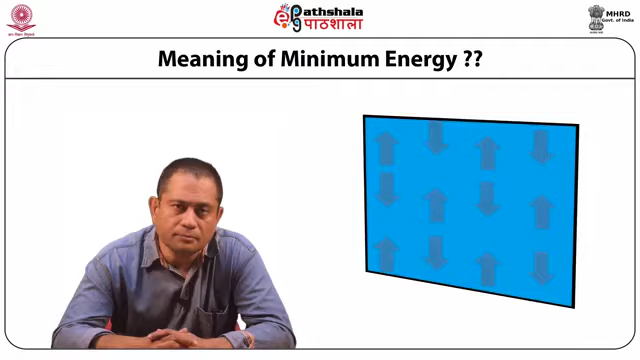 ePathshala
पाठशाला
MHRD
Govt. of India
Meaning of Minimum Energy ??